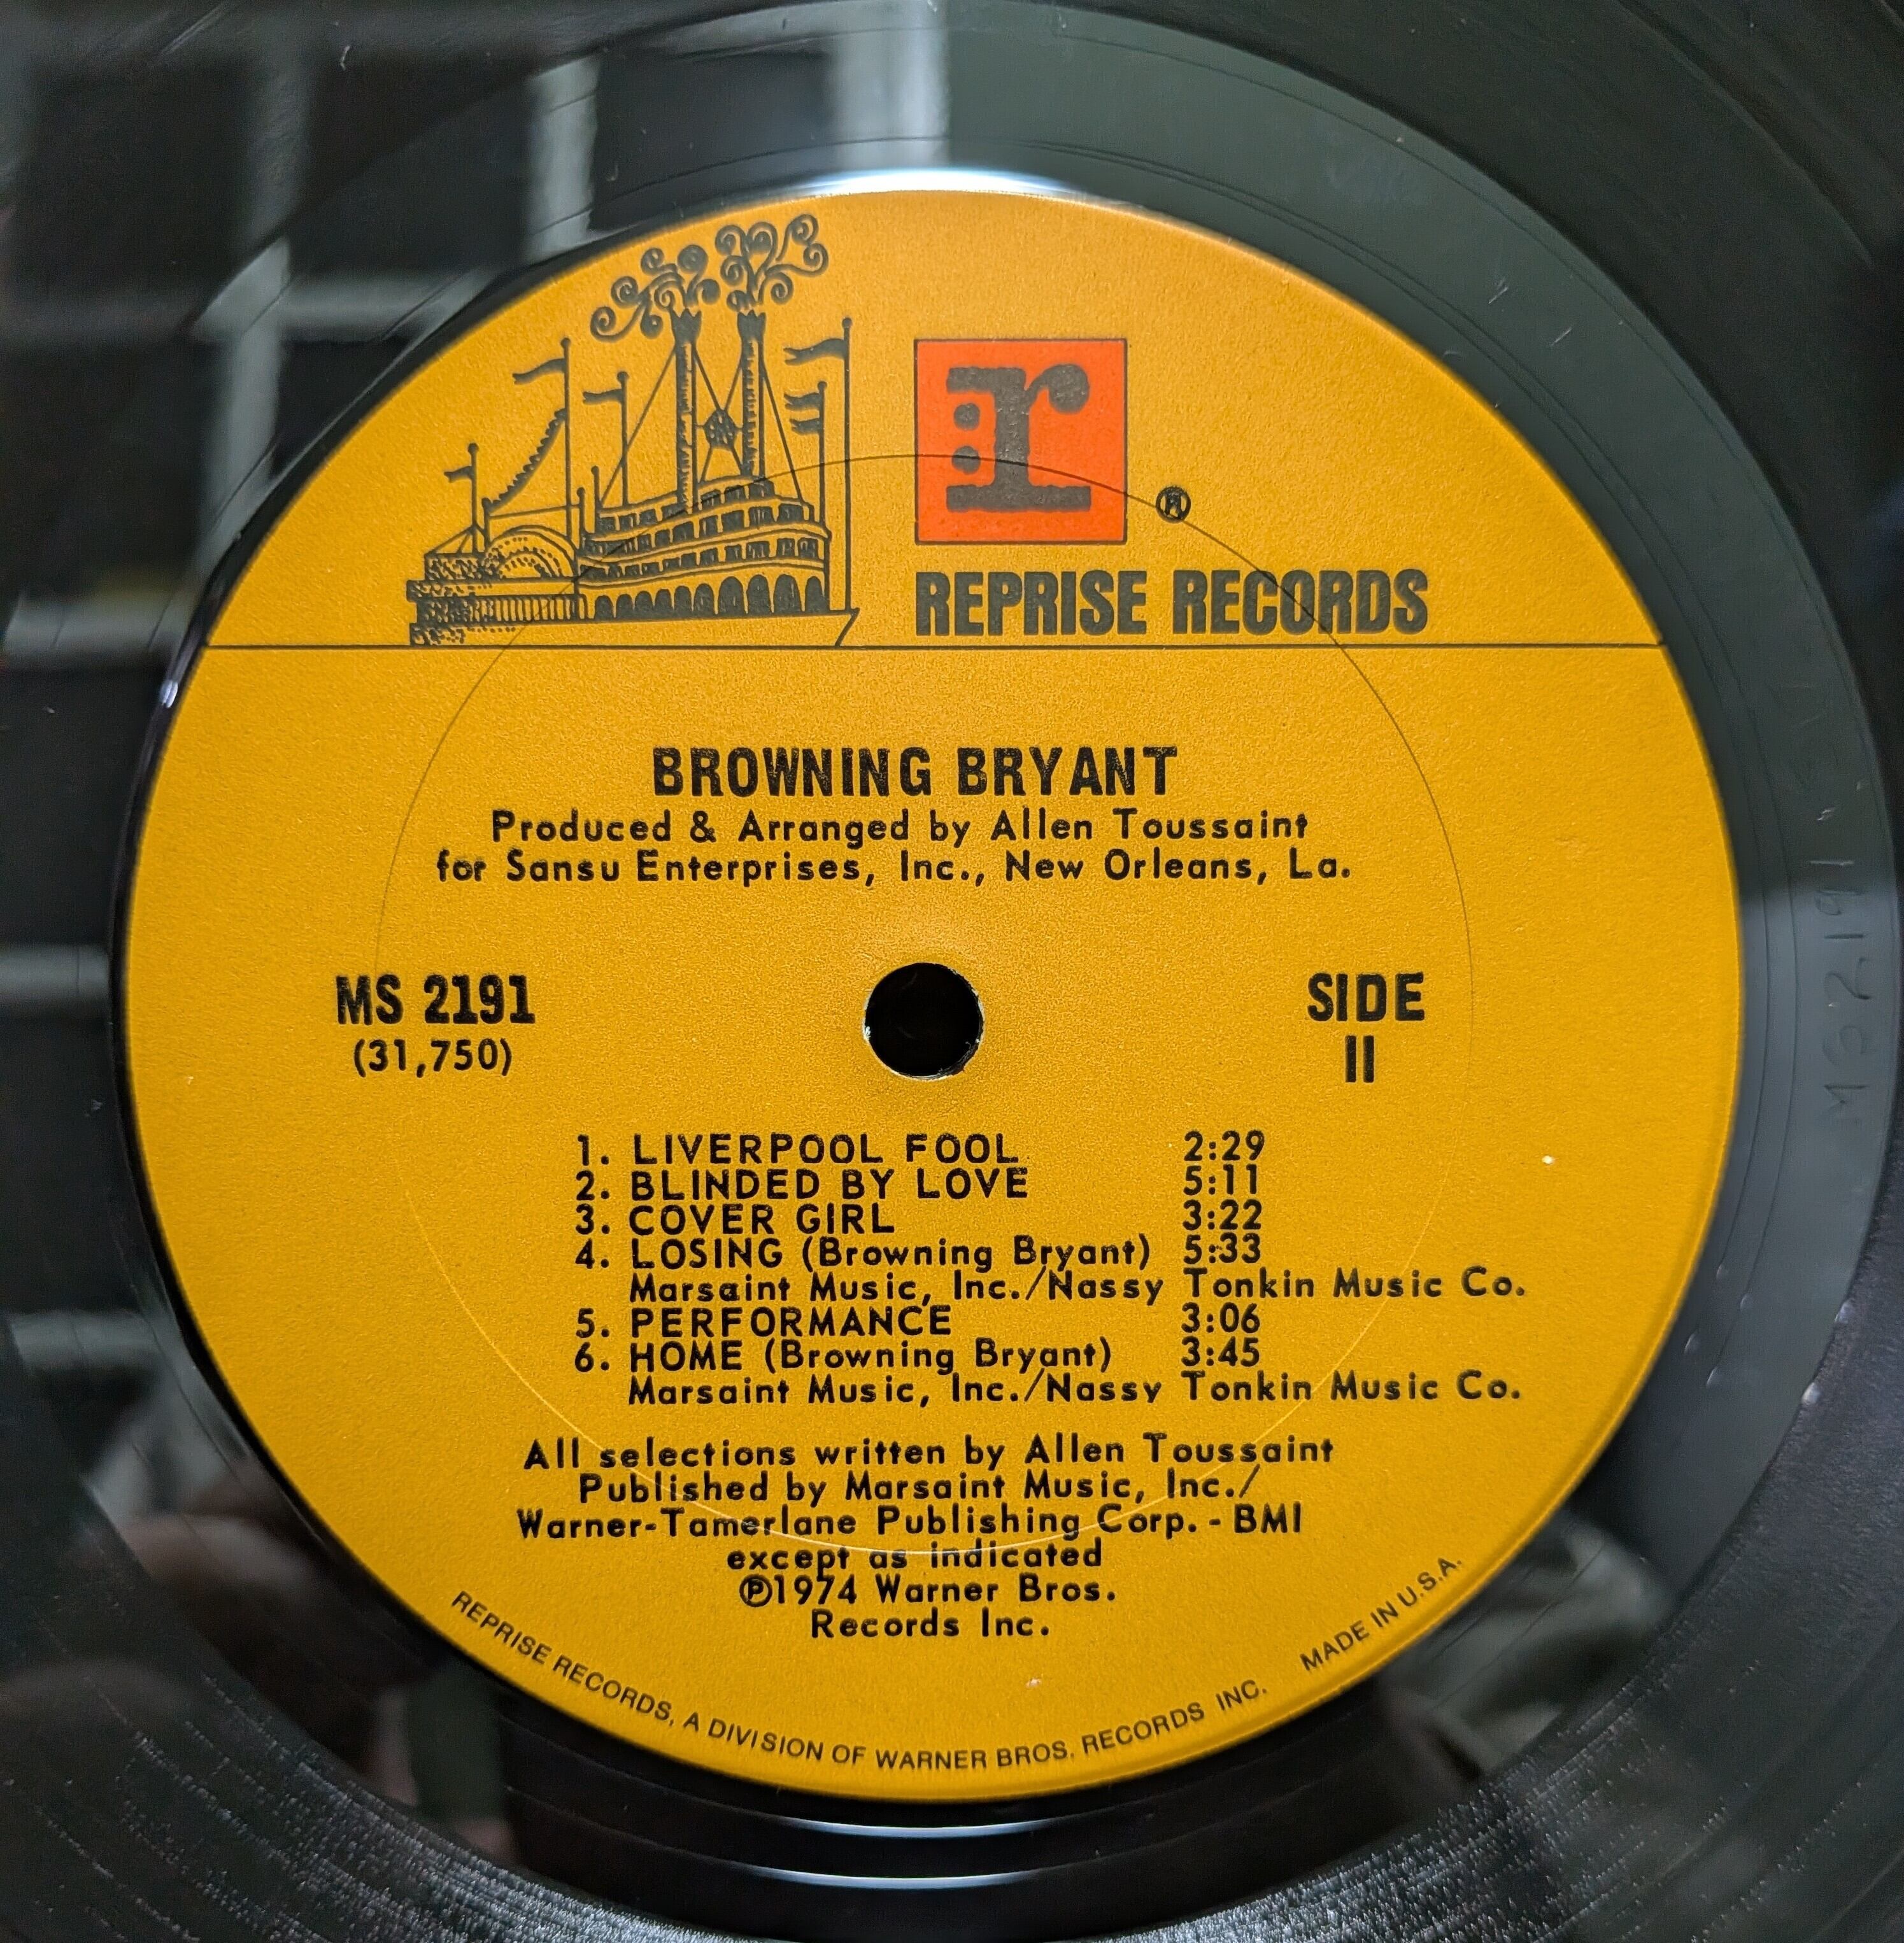 r
®
REPRISE RECORDS
BROWNING BRYANT
Produced & Arranged by Allen Toussaint
for Sansu Enterprises, Inc., New Orleans, La.
MS 2191
(31,750)
SIDE
II
1. LIVERPOOL FOOL 2:29
2. BLINDED BY LOVE 5:11
3. COVER GIRL 3:22
4. LOSING (Browning Bryant) 5:33
Marsaint Music, Inc./Nassy Tonkin Music Co.
5. PERFORMANCE 3:06
6. HOME (Browning Bryant) 3:45
Marsaint Music, Inc./Nassy Tonkin Music Co.
All selections written by Allen Toussaint
Published by Marsaint Music, Inc./
Warner-Tamerlane Publishing Corp. - BMI
except as indicated
℗1974 Warner Bros.
Records Inc.
REPRISE RECORDS, A DIVISION OF WARNER BROS. RECORDS INC. MADE IN U.S.A.